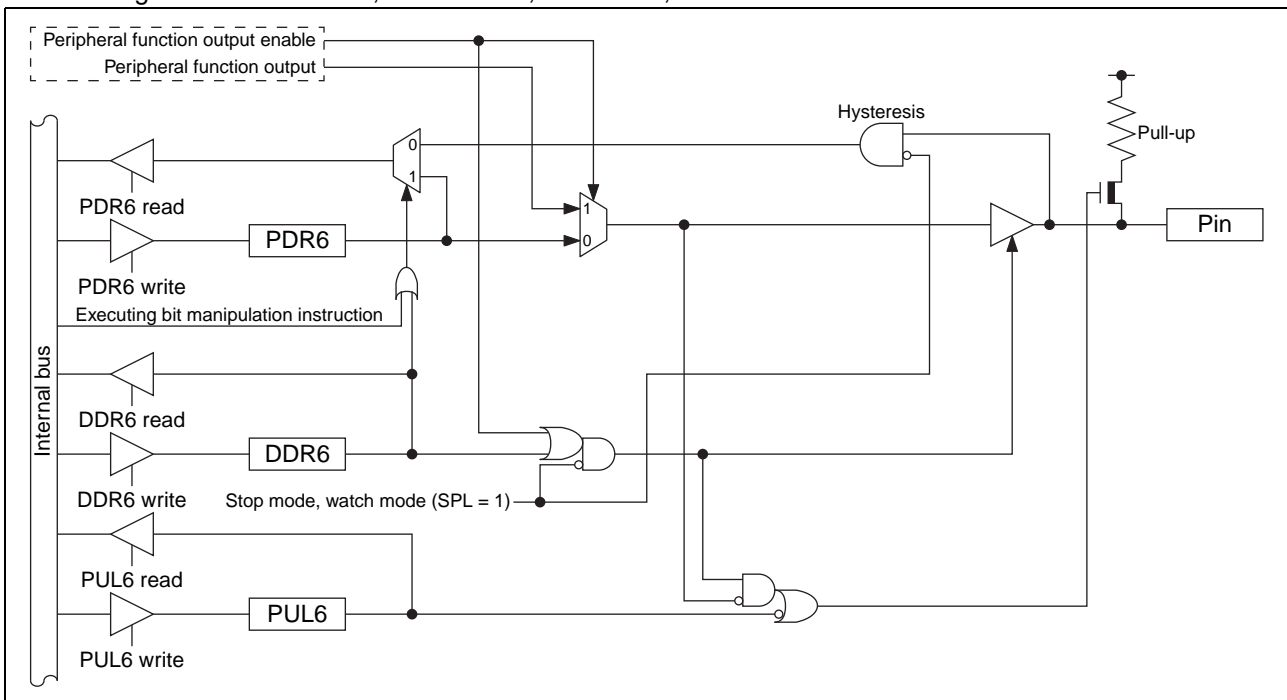 Peripheral function output enable
Peripheral function output
Hysteresis
Pull-up
0
1
PDR6 read
1
0
Pin
PDR6
PDR6 write
Executing bit manipulation instruction
Internal bus
DDR6 read
DDR6
DDR6 write
Stop mode, watch mode (SPL = 1)
PUL6 read
PUL6
PUL6 write